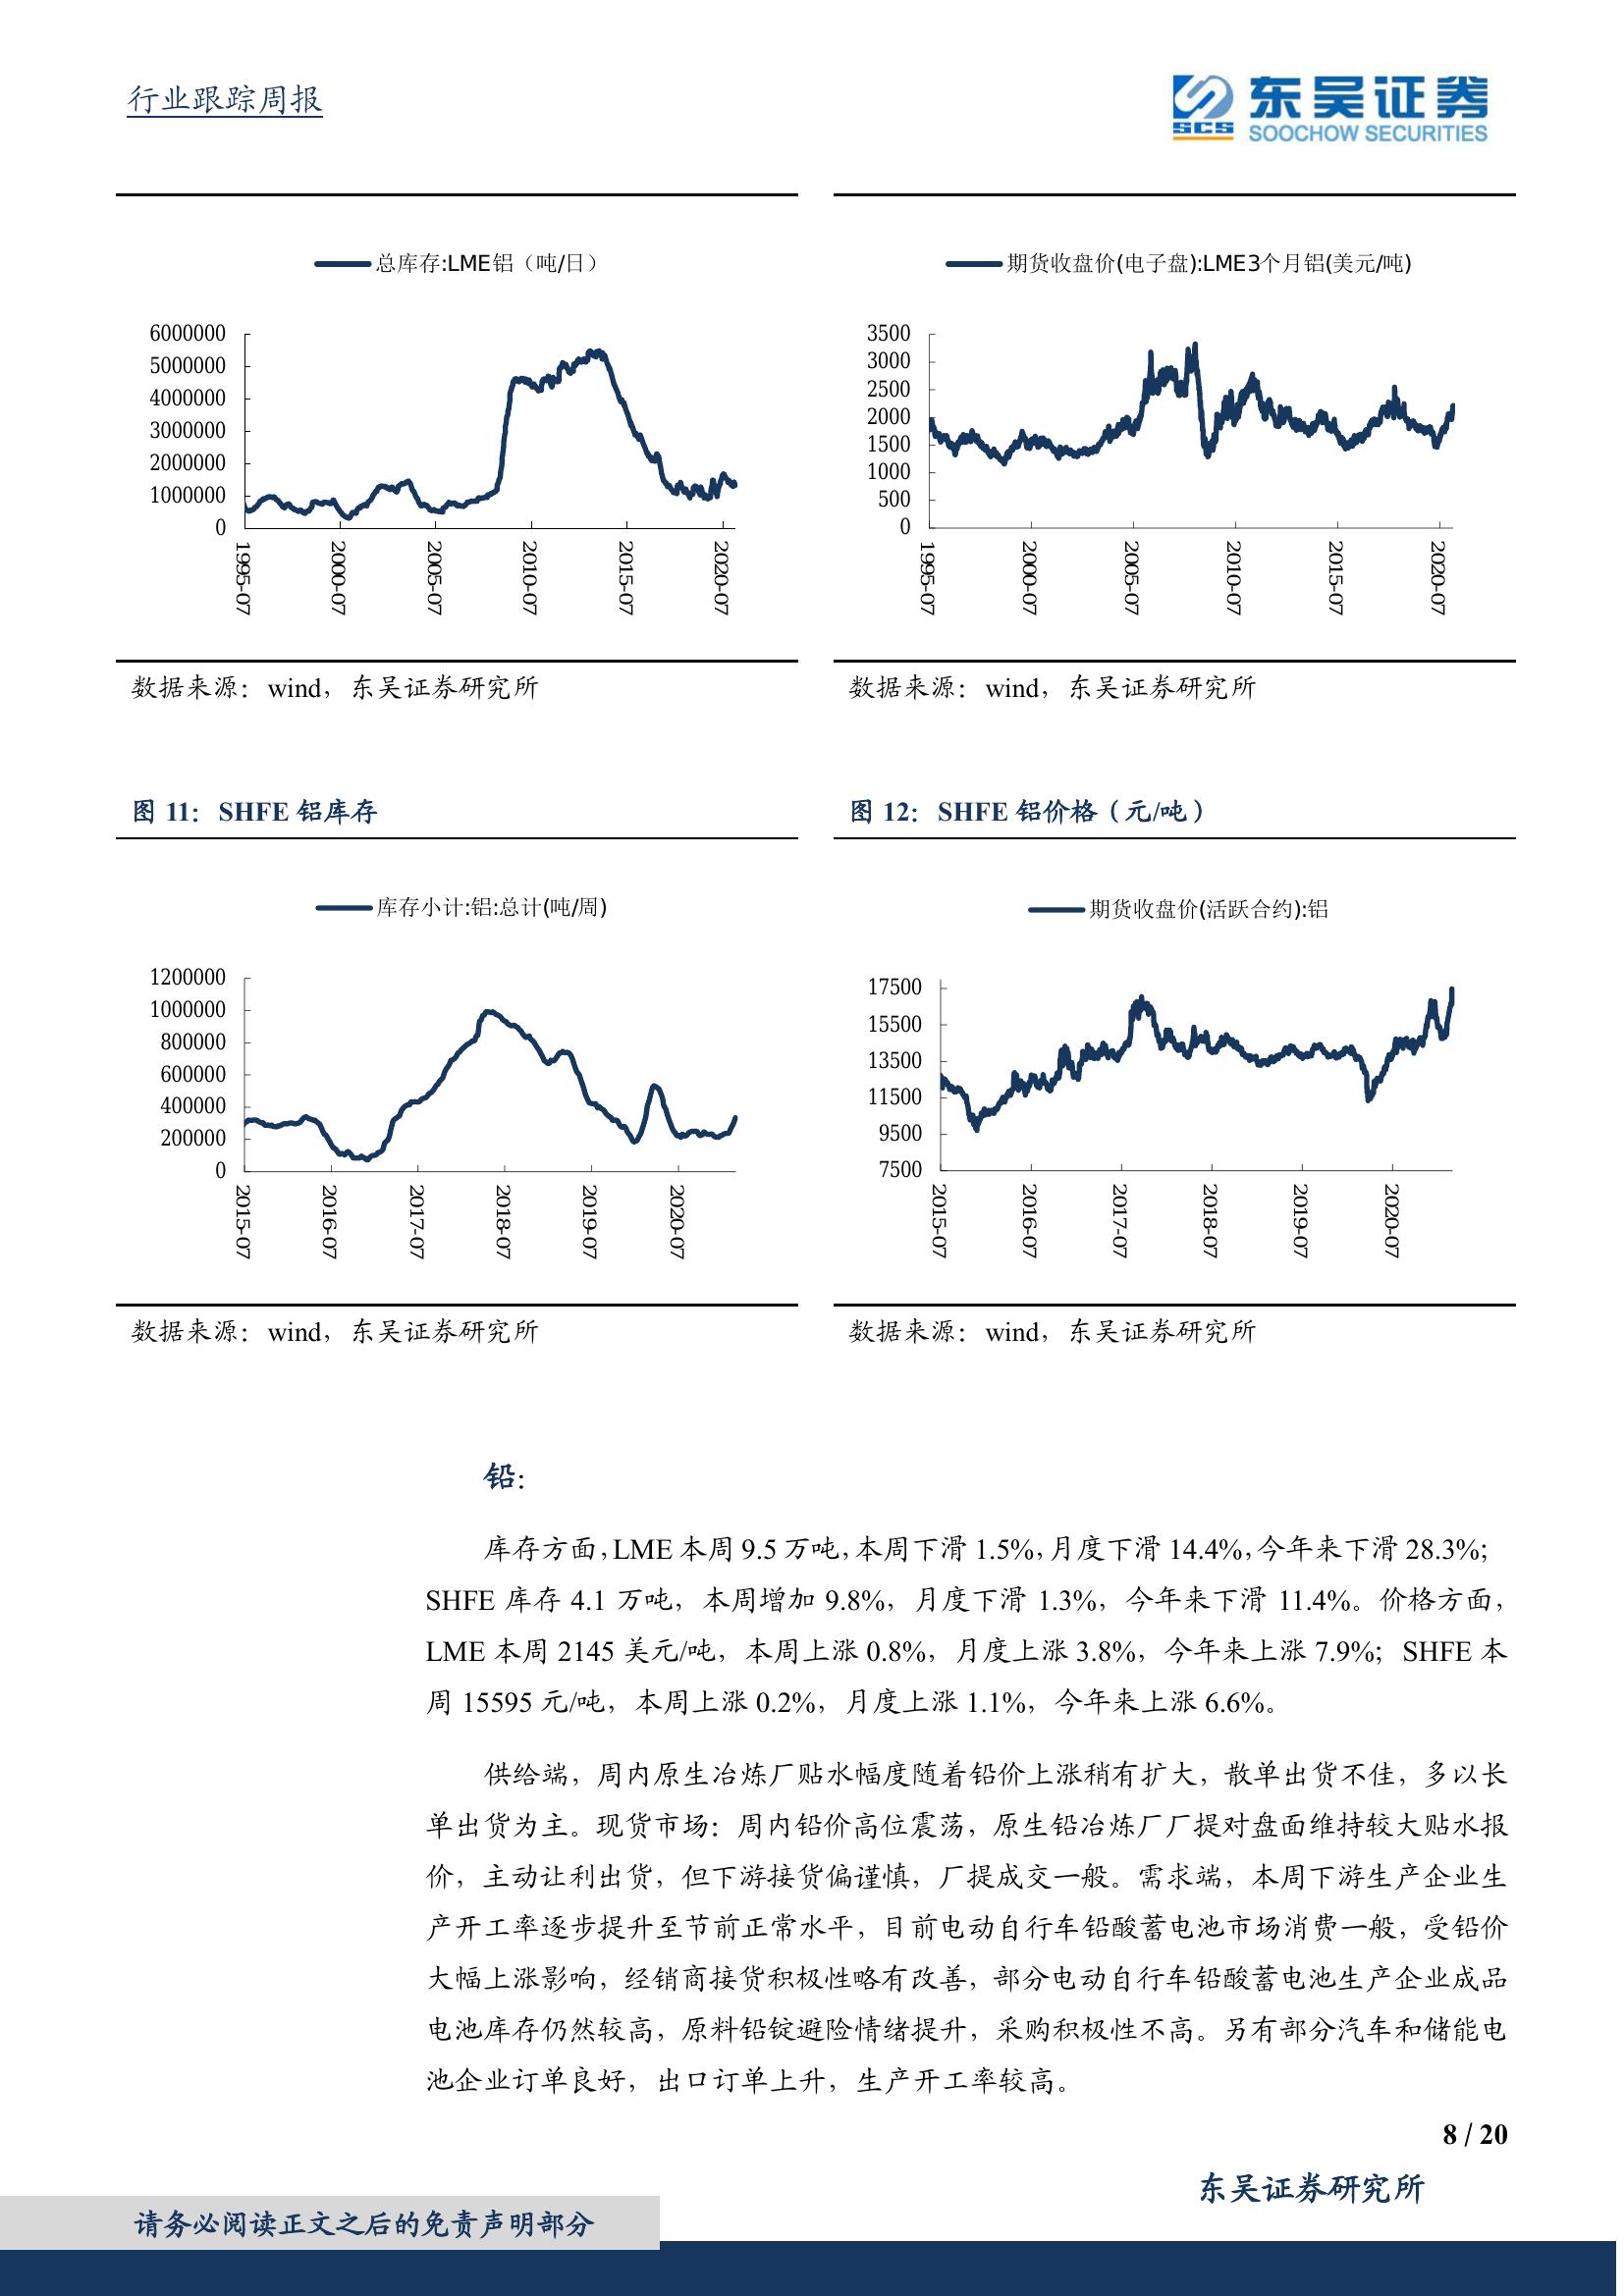 行业跟踪周报
SCS 东吴证券
SOOCHOW SECURITIES
总库存:LME铝（吨/日）
6000000
5000000
4000000
3000000
2000000
1000000
0
1995-07
2000-07
2005-07
2010-07
2015-07
2020-07
期货收盘价(电子盘):LME3个月铝(美元/吨)
3500
3000
2500
2000
1500
1000
500
0
1995-07
2000-07
2005-07
2010-07
2015-07
2020-07
数据来源：wind，东吴证券研究所
数据来源：wind，东吴证券研究所
图 11：SHFE 铝库存
图 12：SHFE 铝价格（元/吨）
库存小计:铝:总计(吨/周)
1200000
1000000
800000
600000
400000
200000
0
2015-07
2016-07
2017-07
2018-07
2019-07
2020-07
期货收盘价(活跃合约):铝
17500
15500
13500
11500
9500
7500
2015-07
2016-07
2017-07
2018-07
2019-07
2020-07
数据来源：wind，东吴证券研究所
数据来源：wind，东吴证券研究所
铅：
库存方面，LME 本周 9.5 万吨，本周下滑 1.5%，月度下滑 14.4%，今年来下滑 28.3%；
SHFE 库存 4.1 万吨，本周增加 9.8%，月度下滑 1.3%，今年来下滑 11.4%。价格方面，
LME 本周 2145 美元/吨，本周上涨 0.8%，月度上涨 3.8%，今年来上涨 7.9%；SHFE 本
周 15595 元/吨，本周上涨 0.2%，月度上涨 1.1%，今年来上涨 6.6%。
供给端，周内原生冶炼厂贴水幅度随着铅价上涨稍有扩大，散单出货不佳，多以长
单出货为主。现货市场：周内铅价高位震荡，原生铅冶炼厂厂提对盘面维持较大贴水报
价，主动让利出货，但下游接货偏谨慎，厂提成交一般。需求端，本周下游生产企业生
产开工率逐步提升至节前正常水平，目前电动自行车铅酸蓄电池市场消费一般，受铅价
大幅上涨影响，经销商接货积极性略有改善，部分电动自行车铅酸蓄电池生产企业成品
电池库存仍然较高，原料铅锭避险情绪提升，采购积极性不高。另有部分汽车和储能电
池企业订单良好，出口订单上升，生产开工率较高。
8 / 20
东吴证券研究所
请务必阅读正文之后的免责声明部分